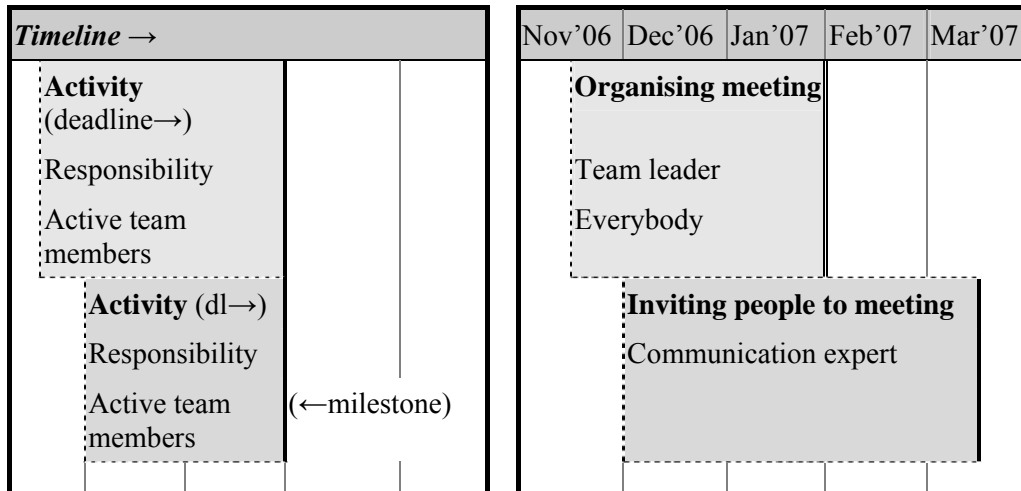 Timeline →
Activity
(deadline→)
Responsibility
Active team
members
Activity (dl→)
Responsibility
Active team
members
(←milestone)
Nov’06 Dec’06 Jan’07 Feb’07 Mar’07
Organising meeting
Team leader
Everybody
Inviting people to meeting
Communication expert